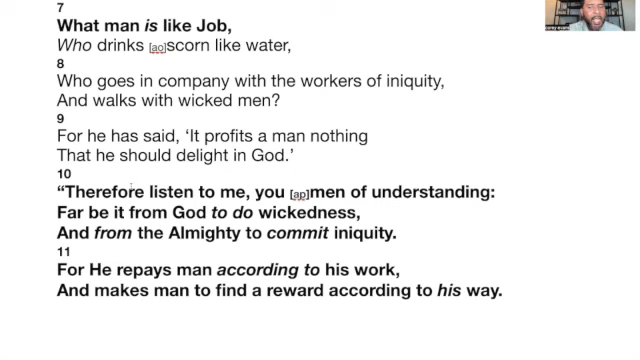 7
What man is like Job,
Who drinks [ao]scorn like water,
8
Who goes in company with the workers of iniquity,
And walks with wicked men?
9
For he has said, ‘It profits a man nothing
That he should delight in God.’
10
“Therefore listen to me, you [ap]men of understanding:
Far be it from God to do wickedness,
And from the Almighty to commit iniquity.
11
For He repays man according to his work,
And makes man to find a reward according to his way.